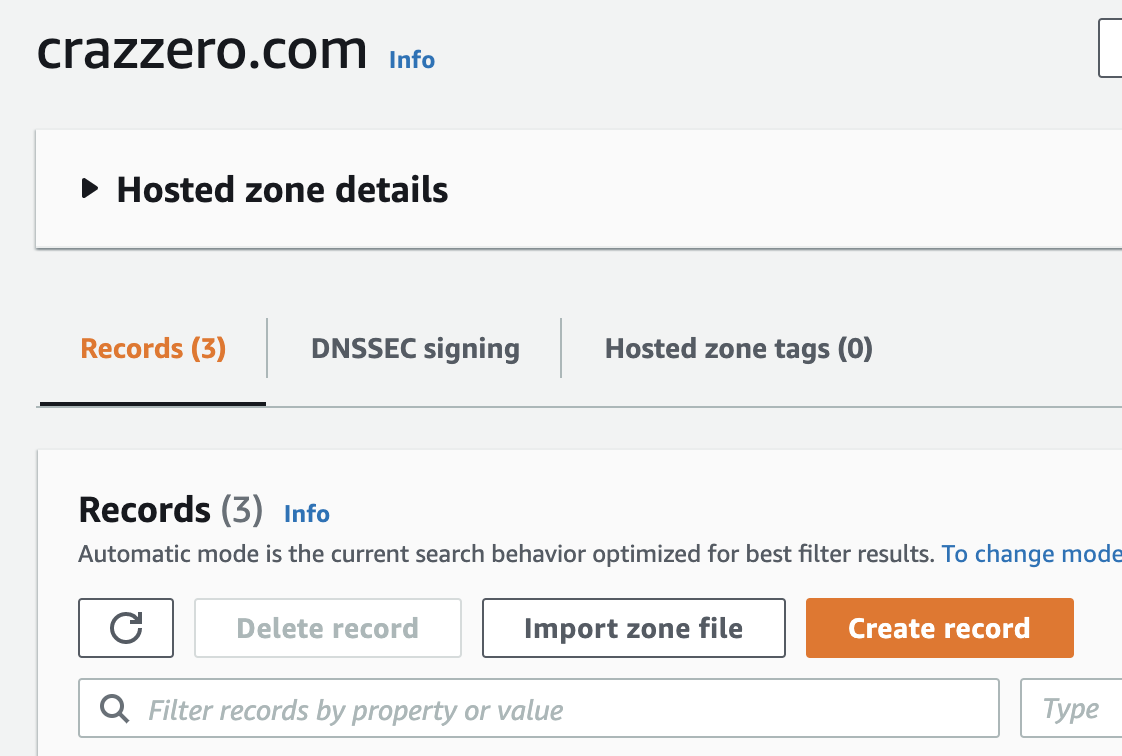 crazzero.com Info
Hosted zone details
Records (3) DNSSEC signing Hosted zone tags (0)
Records (3) Info
Automatic mode is the current search behavior optimized for best filter results. To change mode
Delete record Import zone file Create record
Filter records by property or value Type